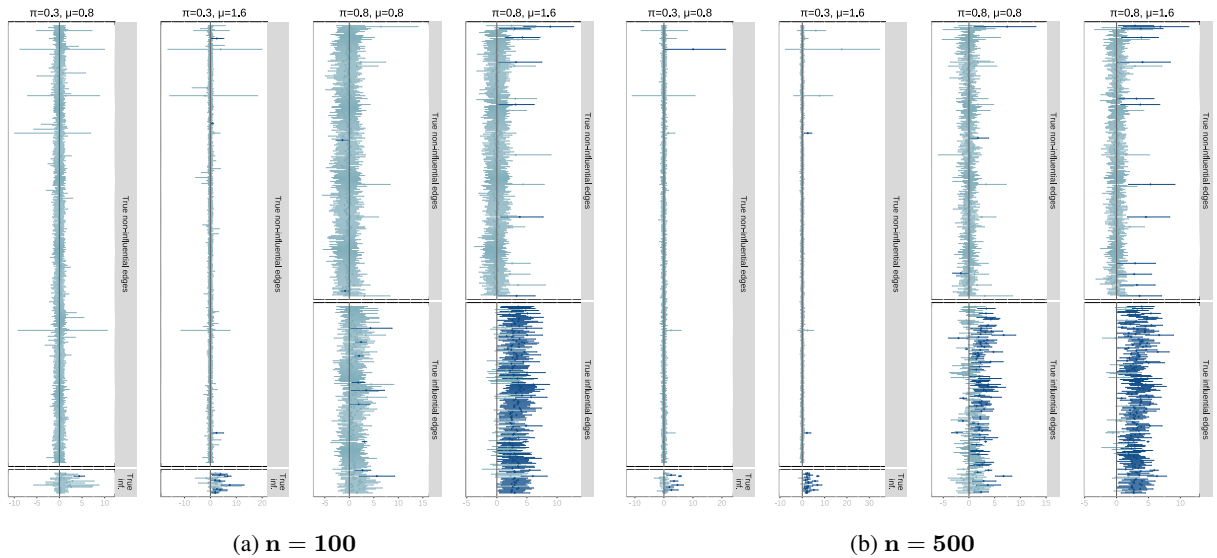 π=0.3, μ=0.8
π=0.3, μ=1.6
π=0.8, μ=0.8
π=0.8, μ=1.6
True non-influential edges
True non-influential edges
True non-influential edges
True non-influential edges
True inf.
True inf.
True influential edges
True influential edges
-10 0 10
-10 0 10 20
-5 0 5 10 15
-5 0 5 10
(a) n = 100
π=0.3, μ=0.8
π=0.3, μ=1.6
π=0.8, μ=0.8
π=0.8, μ=1.6
True non-influential edges
True non-influential edges
True non-influential edges
True non-influential edges
True inf.
True inf.
True influential edges
True influential edges
-10 0 10 20
0 10 20 30
-5 0 5 10 15
-5 0 5 10
(b) n = 500